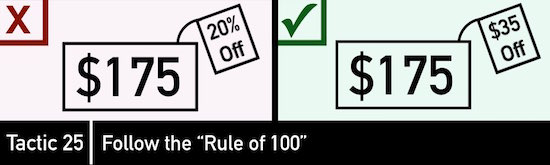 X
20%
Off
$175
✓
$35
Off
$175
Tactic 25
Follow the “Rule of 100”